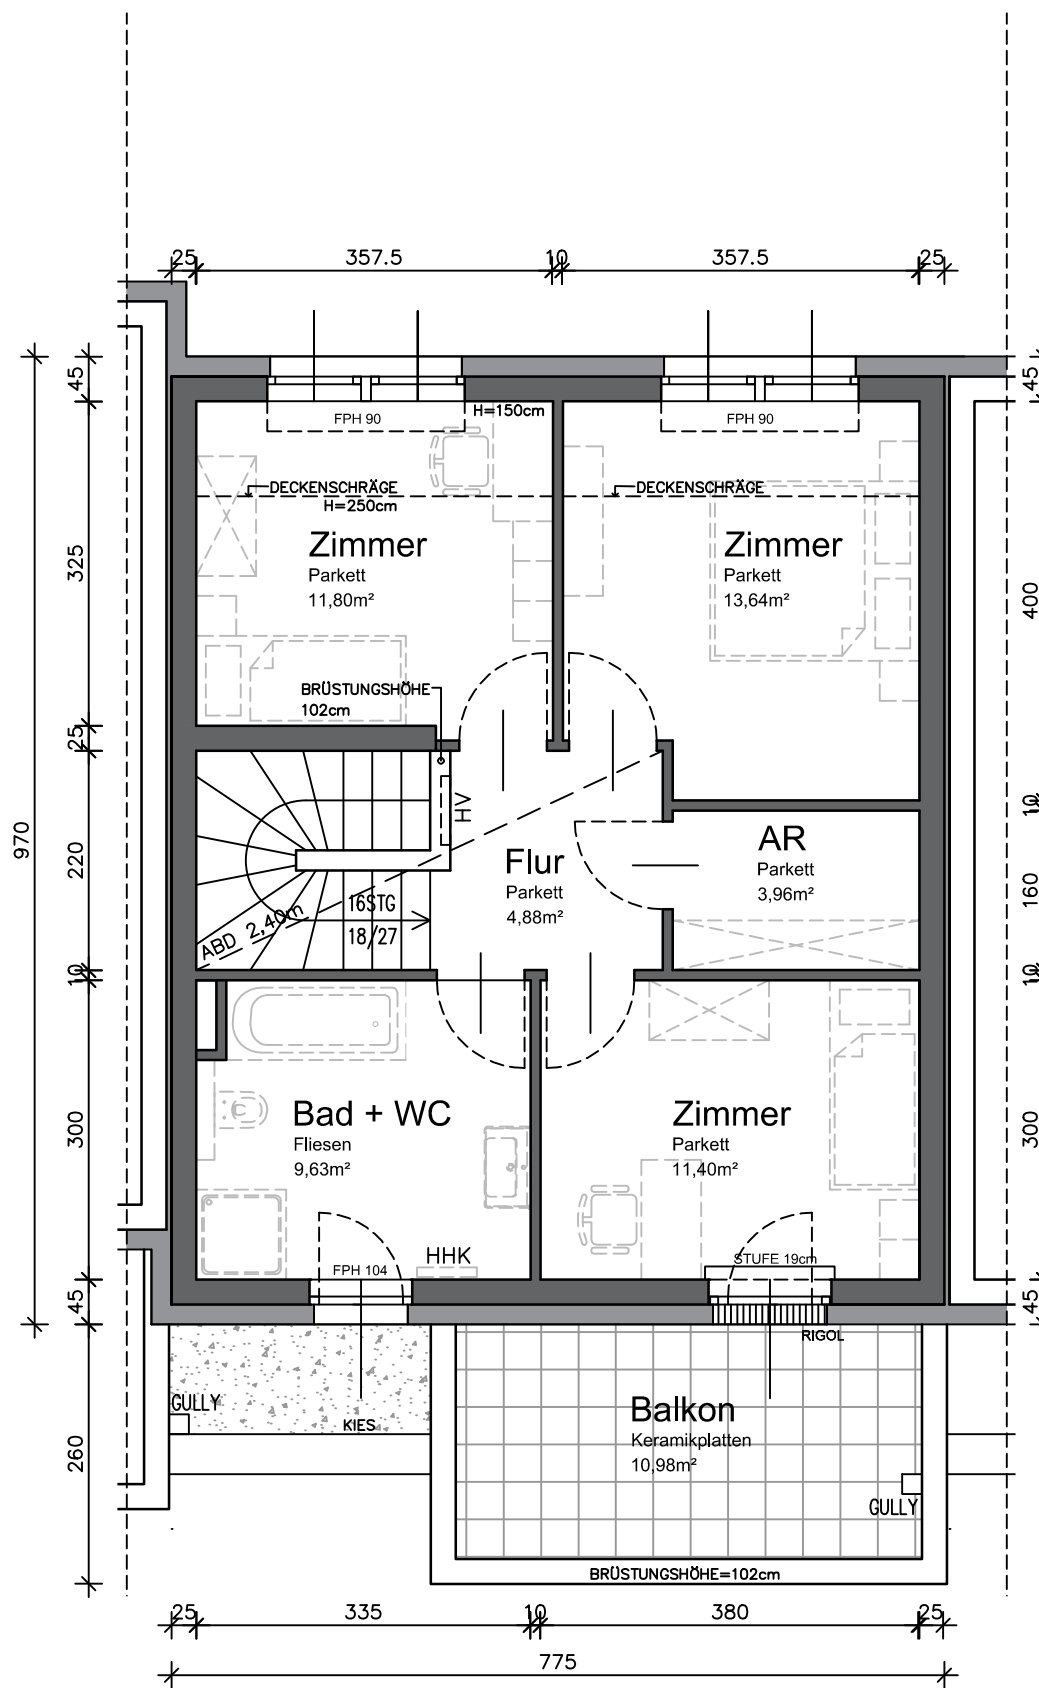 25 357.5 10 357.5 25
45
45
FPH 90
H=150cm
FPH 90
DECKENSCHRÄGE
H=250cm
DECKENSCHRÄGE
Zimmer
Parkett
11,80m²
Zimmer
Parkett
13,64m²
325
400
BRÜSTUNGSHÖHE
102cm
25
HV
10
970
220
Flur
Parkett
4,88m²
AR
Parkett
3,96m²
160
16STG
18/27
ABD 2,40m
10
10
Bad + WC
Fliesen
9,63m²
Zimmer
Parkett
11,40m²
300
300
HHK
FPH 104
STUFE 19cm
45
45
RIGOL
GULLY
KIES
Balkon
Keramikplatten
10,98m²
260
GULLY
BRÜSTUNGSHÖHE=102cm
25 335 10 380 25
775